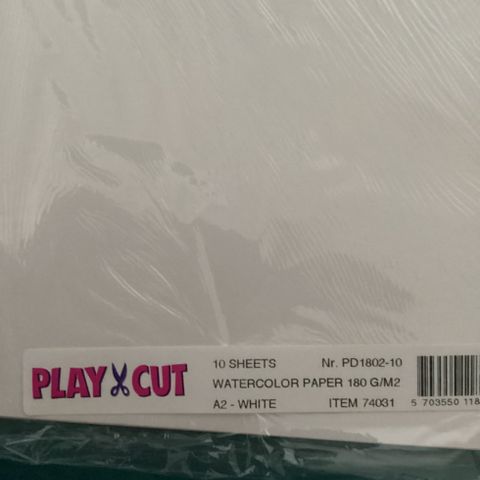 PLAY CUT
10 SHEETS Nr. PD1802-10
WATERCOLOR PAPER 180 G/M2
A2 - WHITE ITEM 74031
5 703550 118